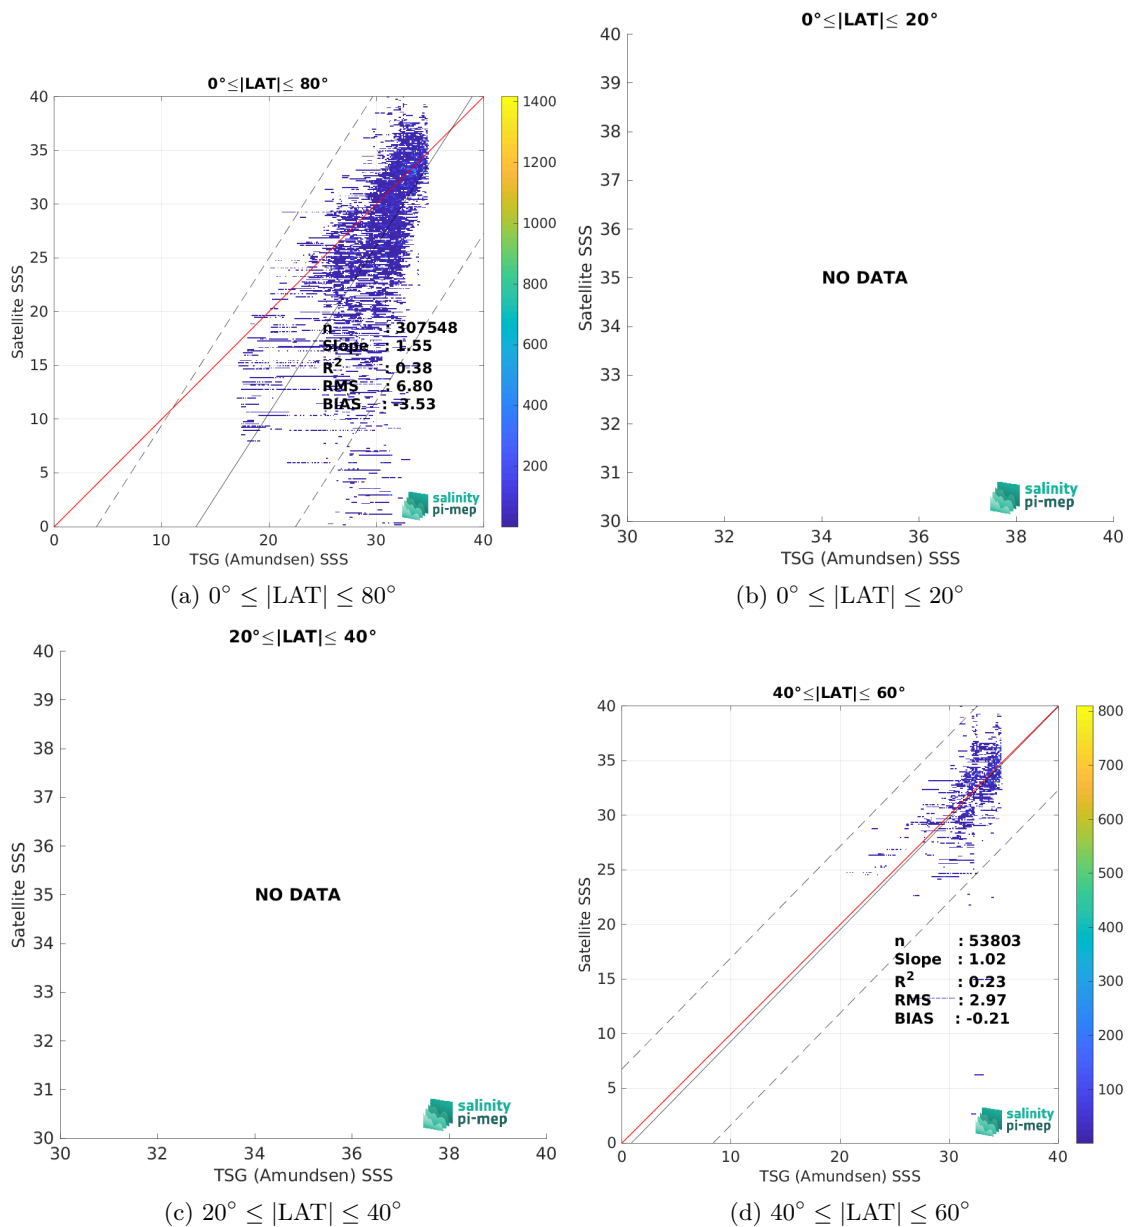 0°≤|LAT|≤ 80°
40
35
30
25
20
15
10
5
0
0
10
20
30
40
Satellite SSS
TSG (Amundsen) SSS
n : 307548
Slope : 1.55
R² : 0.38
RMS : 6.80
BIAS : -3.53
1400
1200
1000
800
600
400
200
salinity
pi-mep
(a) 0° ≤ |LAT| ≤ 80°
0°≤|LAT|≤ 20°
40
39
38
37
36
35
34
33
32
31
30
30
32
34
36
38
40
Satellite SSS
TSG (Amundsen) SSS
NO DATA
salinity
pi-mep
(b) 0° ≤ |LAT| ≤ 20°
20°≤|LAT|≤ 40°
40
39
38
37
36
35
34
33
32
31
30
30
32
34
36
38
40
Satellite SSS
TSG (Amundsen) SSS
NO DATA
salinity
pi-mep
(c) 20° ≤ |LAT| ≤ 40°
40°≤|LAT|≤ 60°
40
35
30
25
20
15
10
5
0
0
10
20
30
40
Satellite SSS
TSG (Amundsen) SSS
n : 53803
Slope : 1.02
R² : 0.23
RMS : 2.97
BIAS : -0.21
800
700
600
500
400
300
200
100
salinity
pi-mep
(d) 40° ≤ |LAT| ≤ 60°